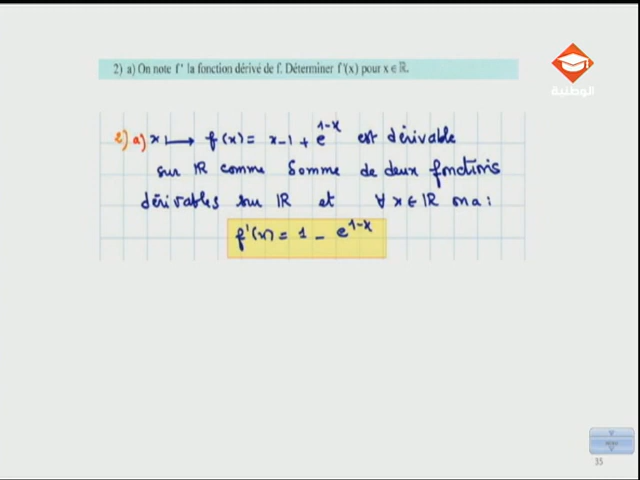 2) a) On note f' la fonction dérivé de f. Déterminer f'(x) pour x ∈ ℝ.
الوطنية
2) a) x ⟼ f(x) = x-1 + e^{1-x} est dérivable
sur ℝ comme somme de deux fonctions
dérivables sur ℝ et ∀ x ∈ ℝ on a :
f'(x) = 1 - e^{1-x}
35